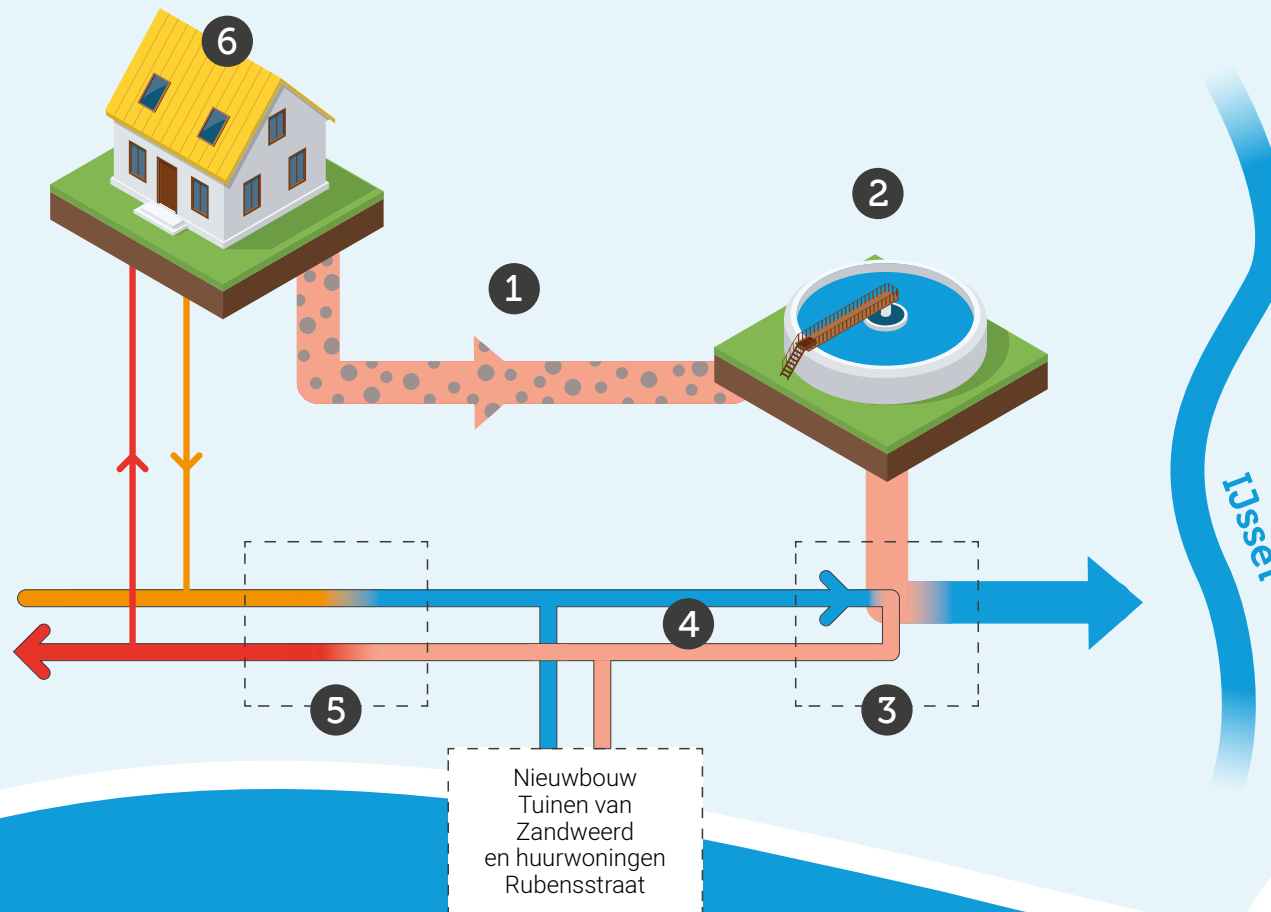 6
2
1
IJssel
4
5
3
Nieuwbouw
Tuinen van
Zandweerd
en huurwoningen
Rubensstraat